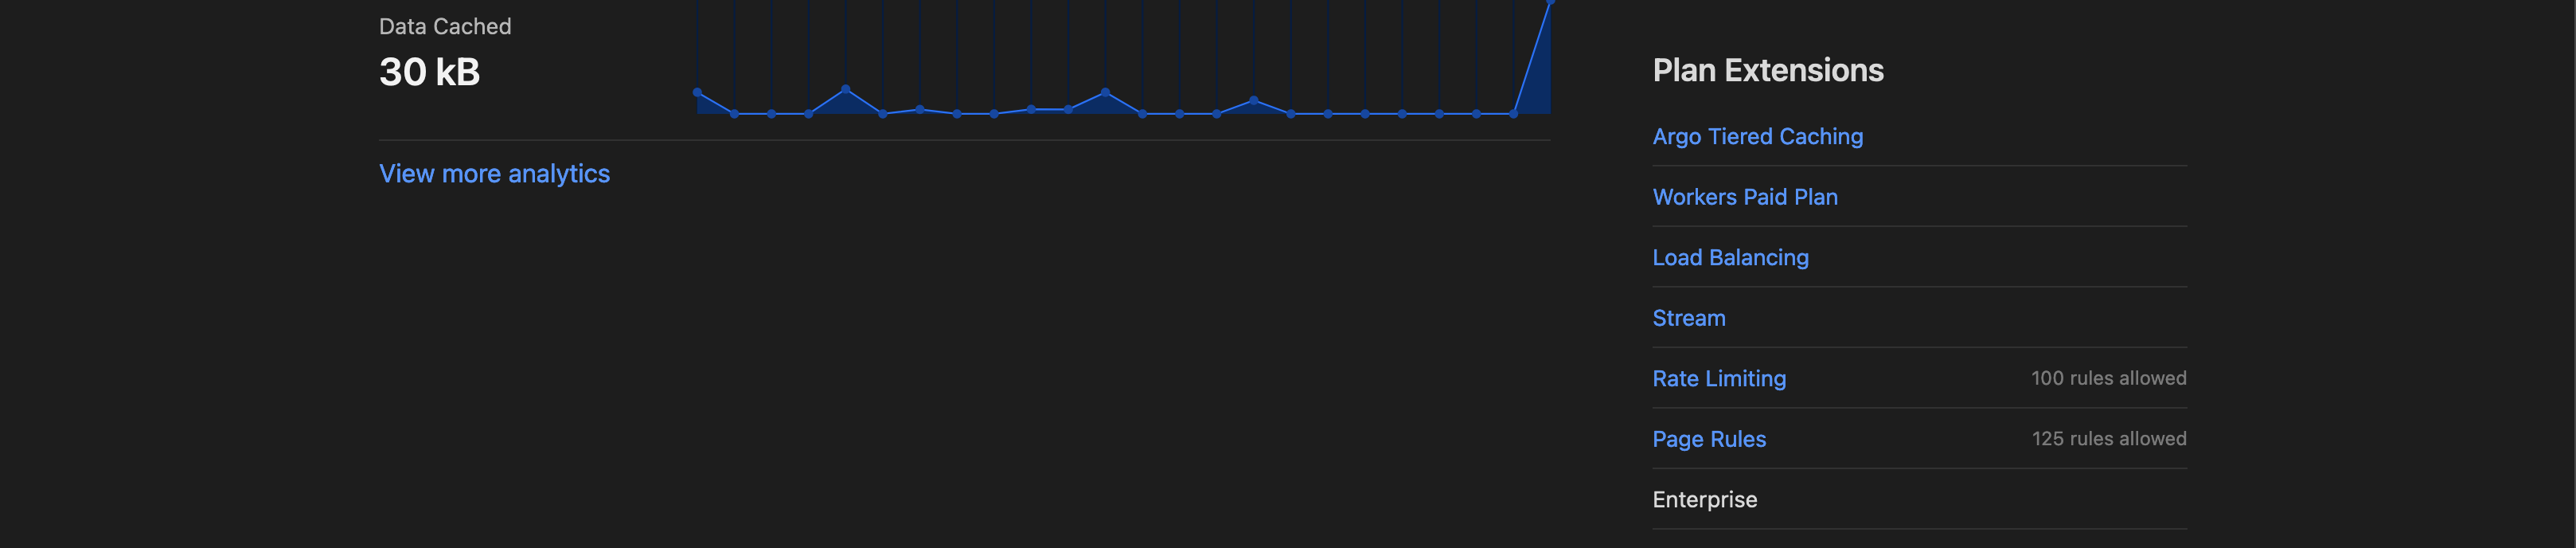 Data Cached
30 kB
View more analytics
Plan Extensions
Argo Tiered Caching
Workers Paid Plan
Load Balancing
Stream
Rate Limiting 100 rules allowed
Page Rules 125 rules allowed
Enterprise